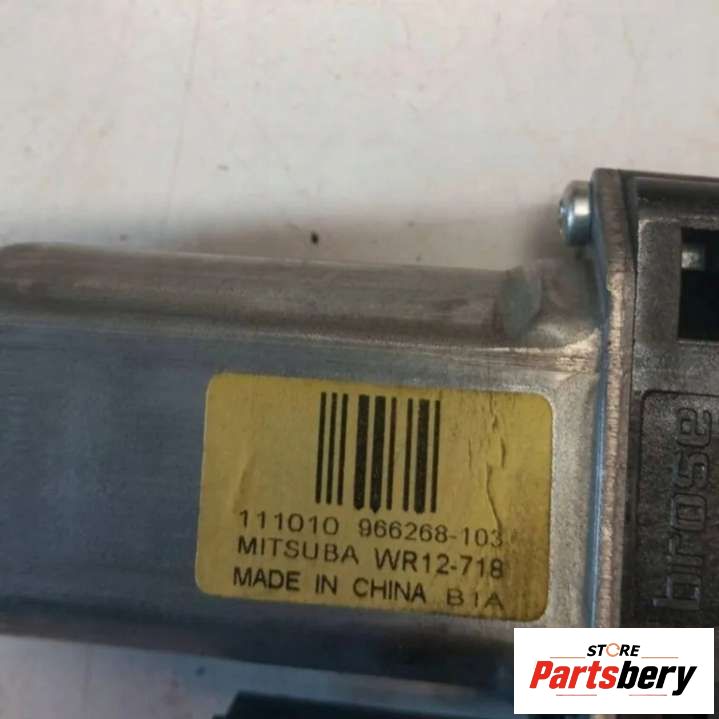 111010 966268-103
MITSUBA WR12-718
MADE IN CHINA B1A
brose
STORE
Partsbery